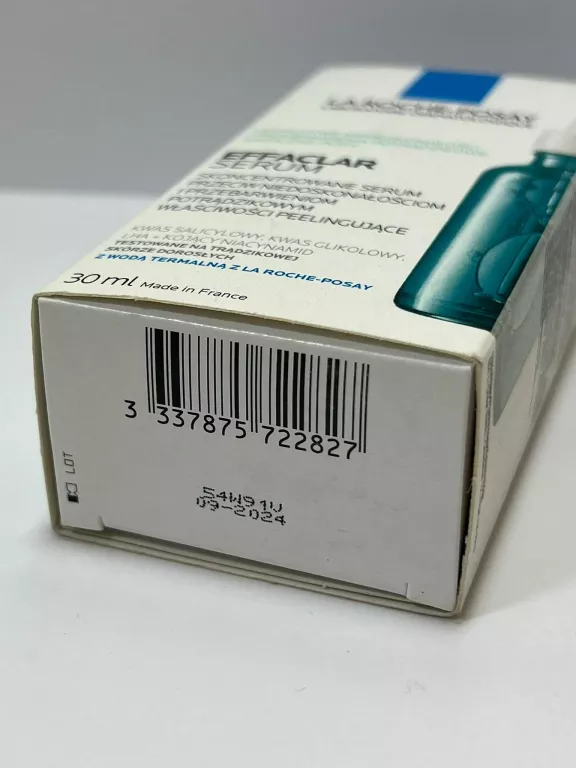 LA ROCHE-POSAY
EFFACLAR
SERUM
SKONCENTROWANE SERUM
PRZECIW NIEDOSKONAŁOŚCIOM
I PRZEBARWIENIOM
POTRĄDZIKOWYM
WŁAŚCIWOŚCI PEELINGUJĄCE
KWAS SALICYLOWY, KWAS GLIKOLOWY,
LHA - KOJACY NIACYNAMID
TESTOWANE NA TRĄDZIKOWEJ
SKÓRZE DOROSŁYCH
Z WODĄ TERMALNĄ Z LA ROCHE-POSAY
30 ml Made in France
3 337875 722827
LOT
54W91U
09-2024